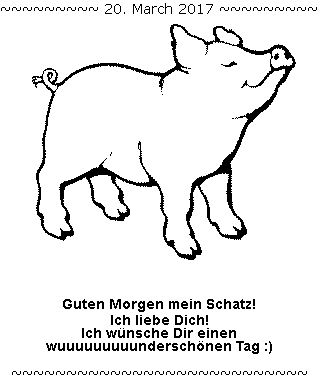 ~~~~~~~~~ 20. March 2017 ~~~~~~~~~
Guten Morgen mein Schatz!
Ich liebe Dich!
Ich wünsche Dir einen
wuuuuuuuuunderschönen Tag :)
~~~~~~~~~~~~~~~~~~~~~~~~~~~